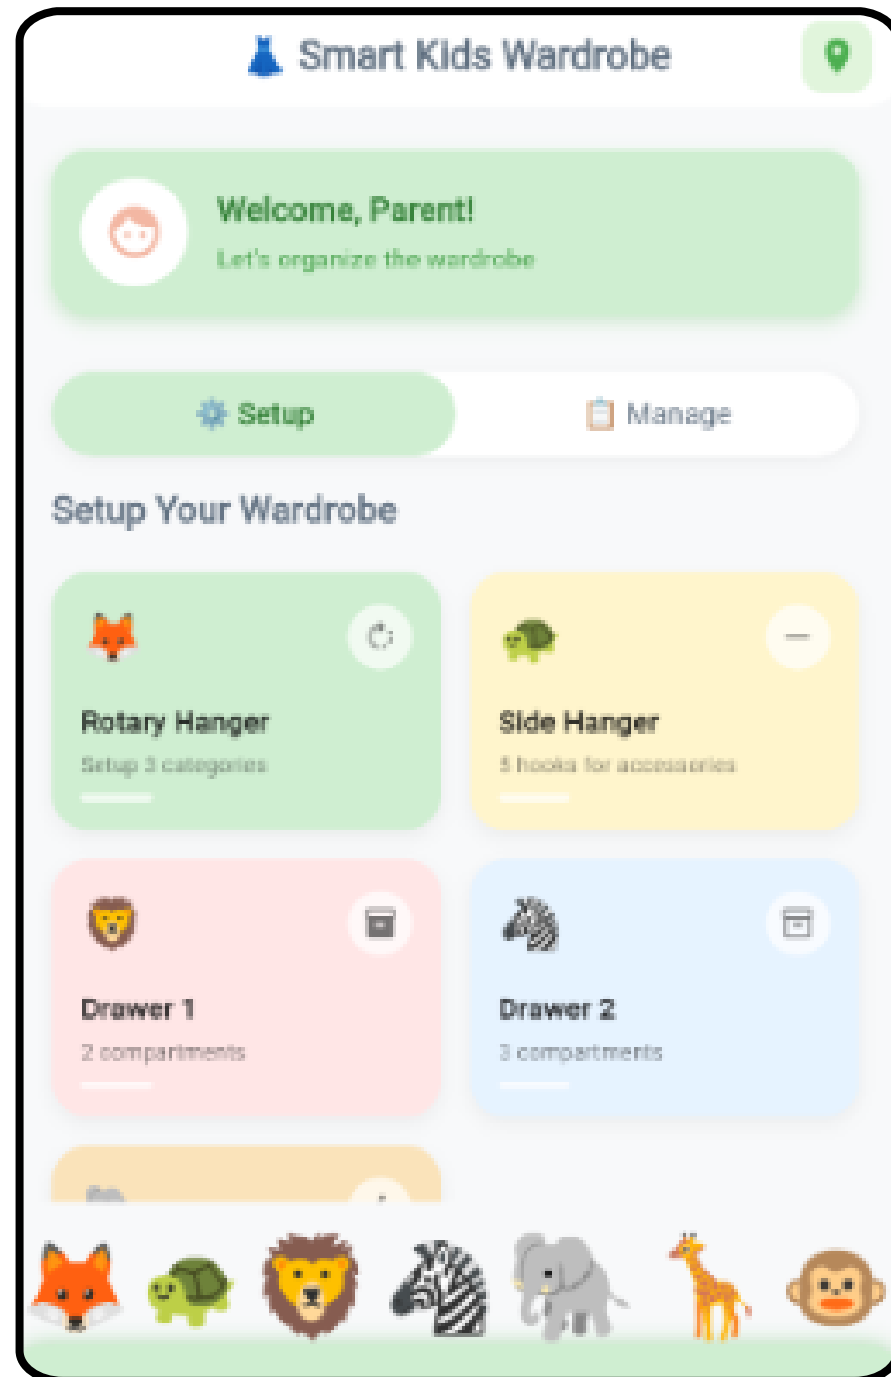 Smart Kids Wardrobe
Welcome, Parent!
Let's organize the wardrobe
Setup
Manage
Setup Your Wardrobe
Rotary Hanger
Setup 3 categories
Side Hanger
5 hooks for accessories
Drawer 1
2 compartments
Drawer 2
3 compartments